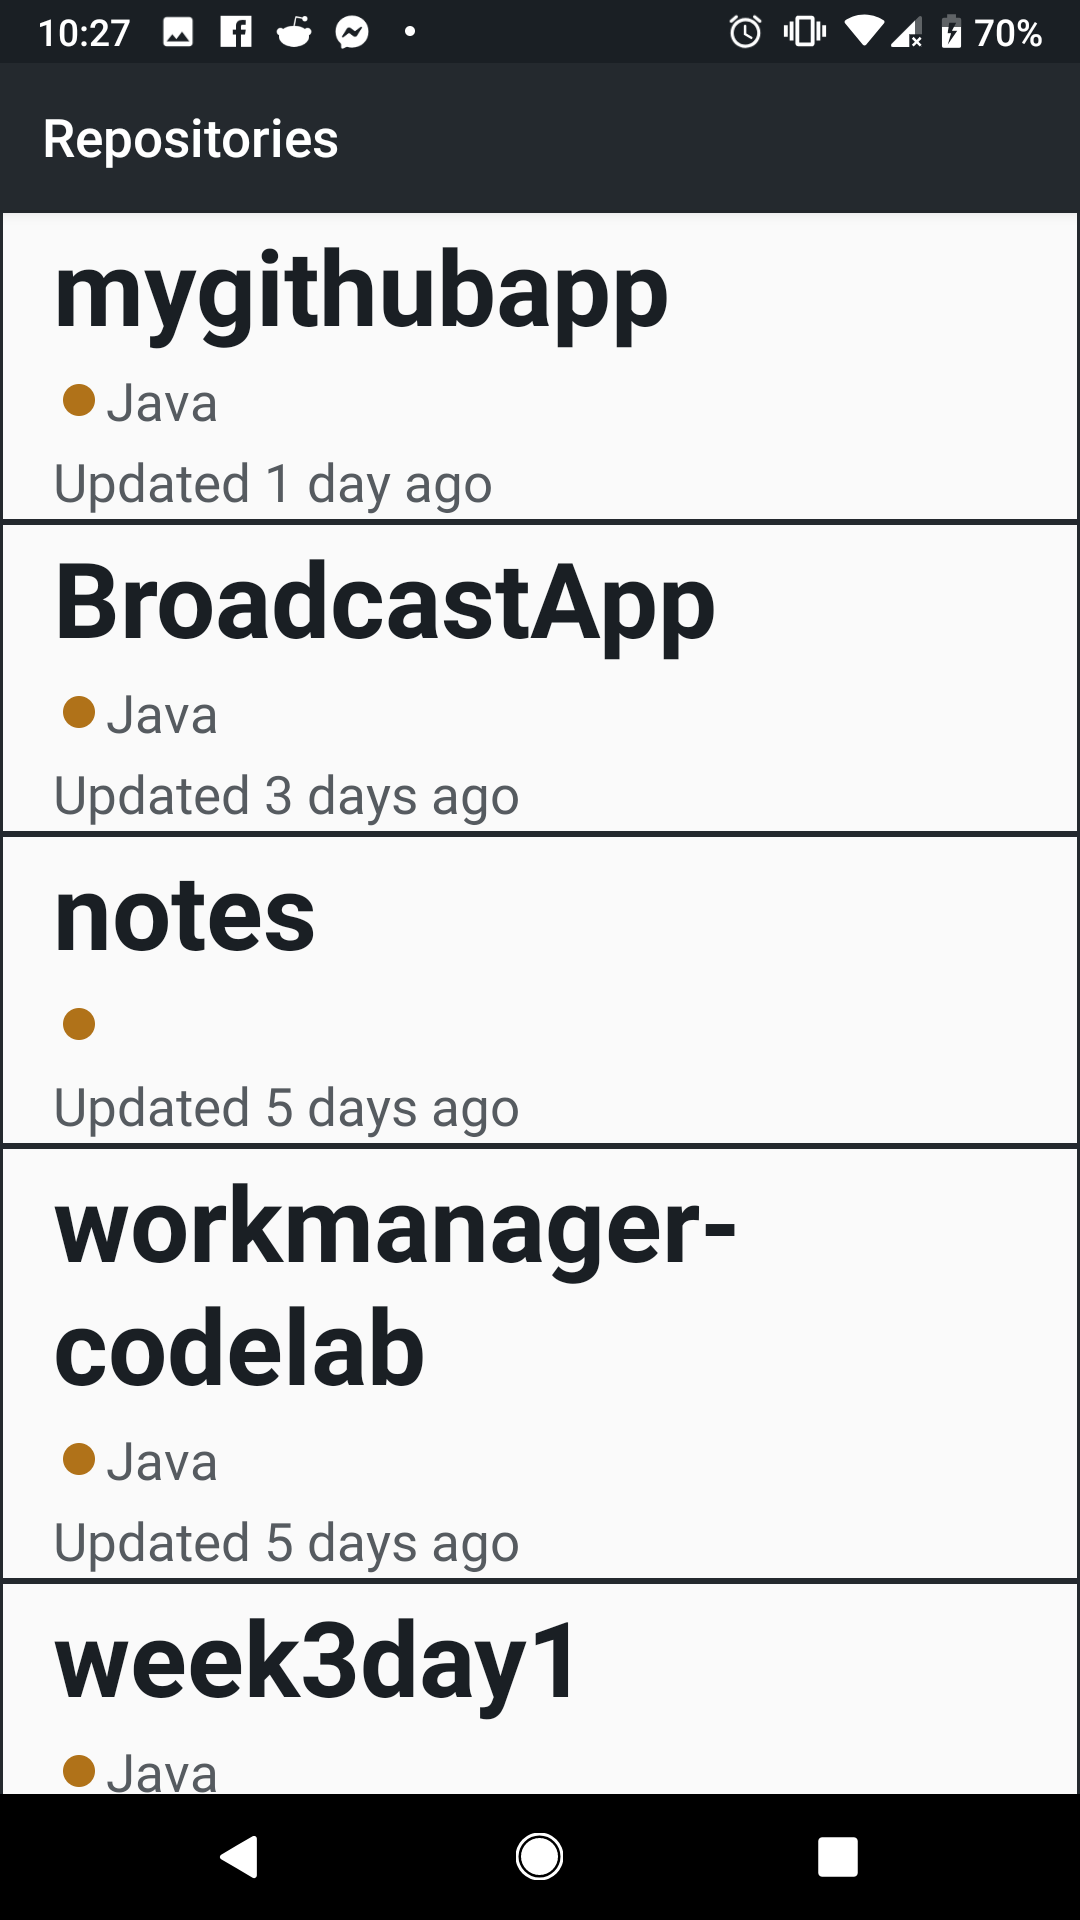 10:27
70%
Repositories
mygithubapp
Java
Updated 1 day ago
BroadcastApp
Java
Updated 3 days ago
notes
Updated 5 days ago
workmanager-
codelab
Java
Updated 5 days ago
week3day1
Java